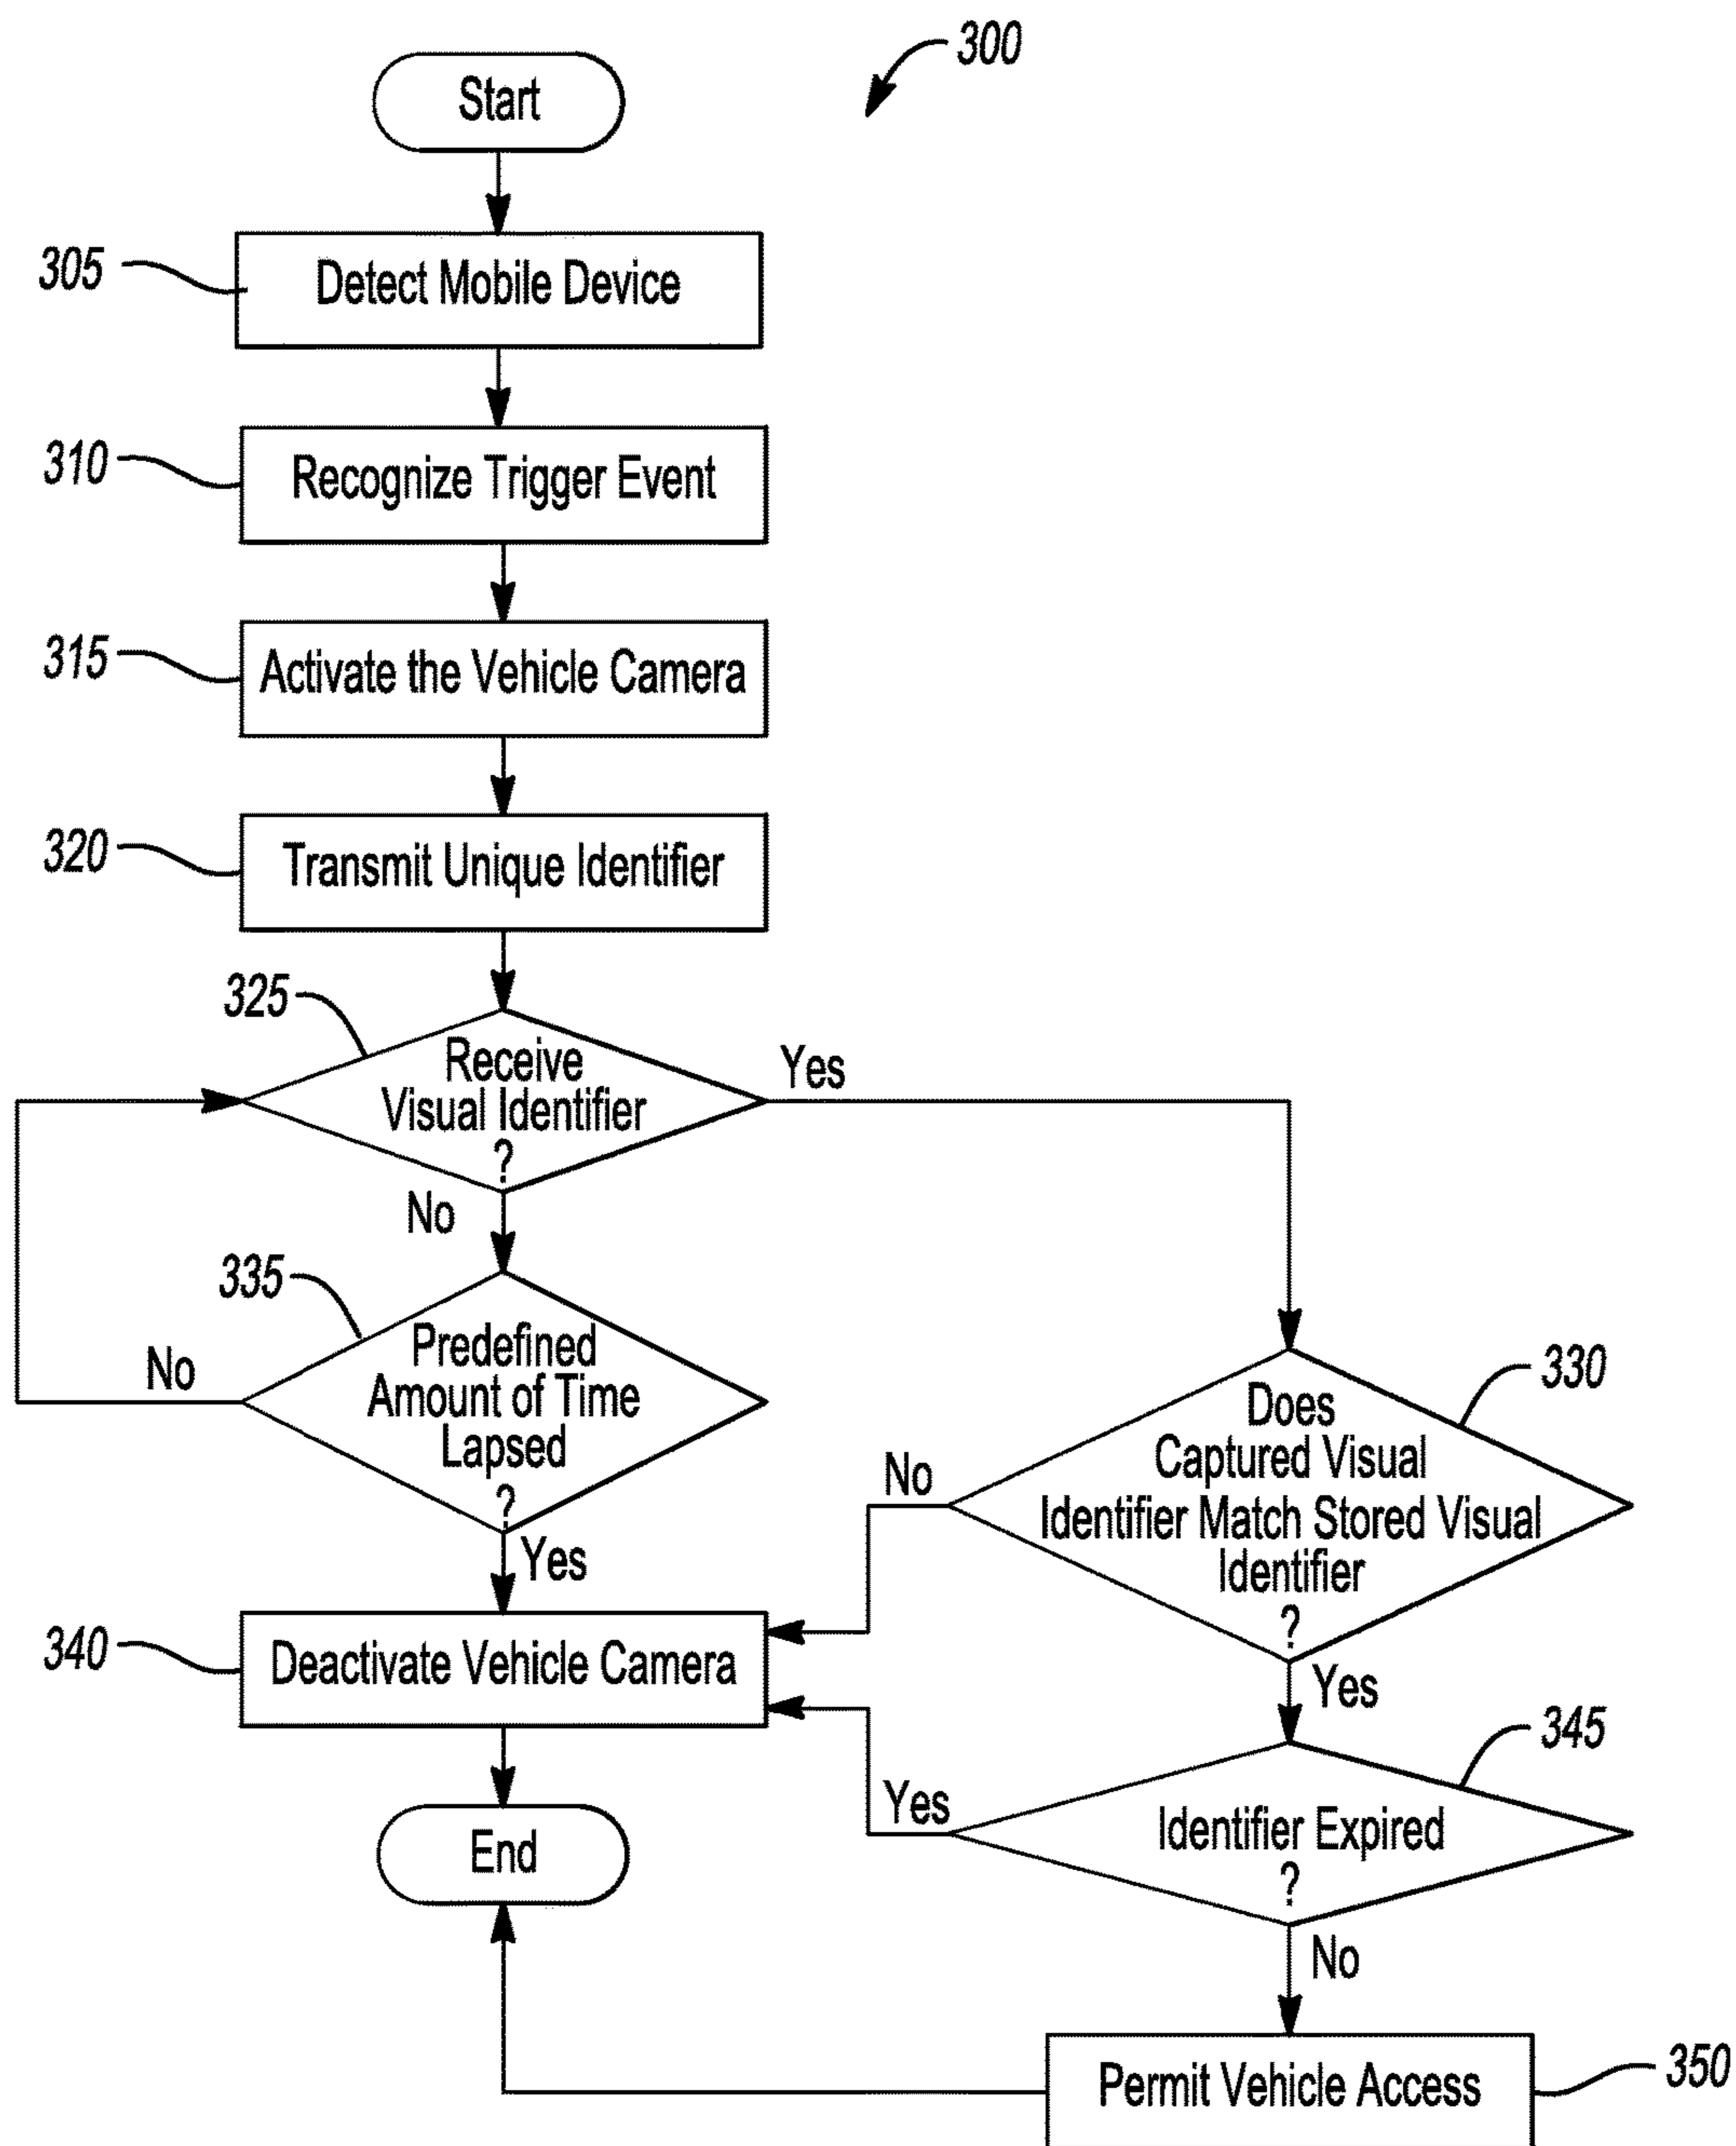 300
Start
305
Detect Mobile Device
310
Recognize Trigger Event
315
Activate the Vehicle Camera
320
Transmit Unique Identifier
325
Receive
Visual Identifier
?
Yes
No
335
Predefined
Amount of Time
Lapsed
?
No
Yes
330
Does
Captured Visual
Identifier Match Stored Visual
Identifier
?
No
Yes
340
Deactivate Vehicle Camera
345
Identifier Expired
?
Yes
No
End
350
Permit Vehicle Access